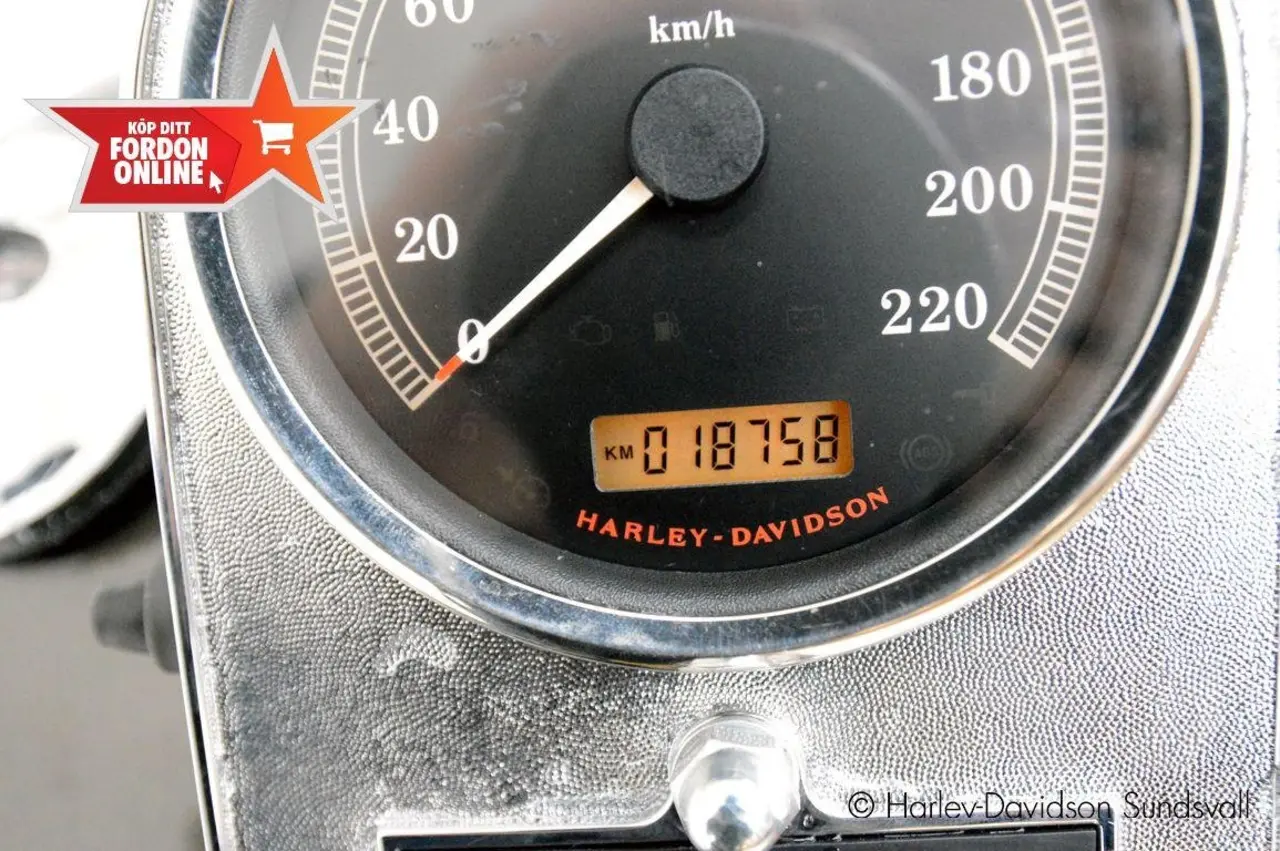 60
km/h
40
180
KÖP DITT
FORDON
ONLINE
20
200
0
220
KM 018758
ABS
HARLEY-DAVIDSON
© Harley-Davidson Sundsvall